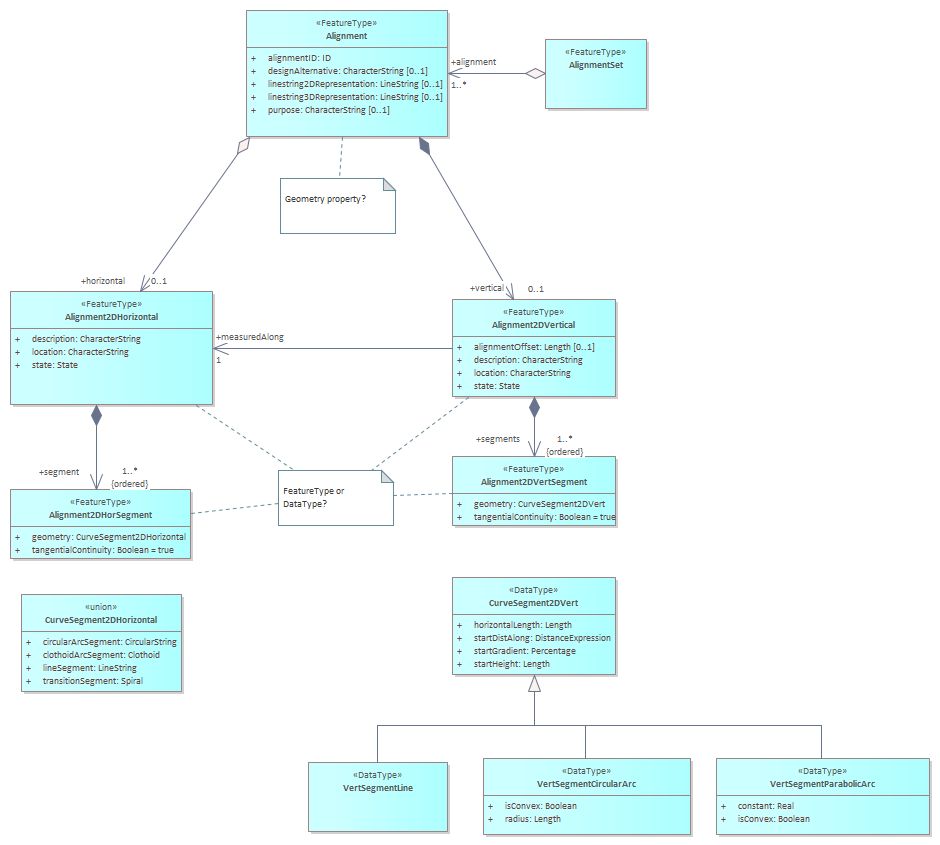 «FeatureType»
Alignment
+ alignmentID: ID
+ designAlternative: CharacterString [0..1]
+ linestring2DRepresentation: LineString [0..1]
+ linestring3DRepresentation: LineString [0..1]
+ purpose: CharacterString [0..1]
+alignment
1..*
«FeatureType»
AlignmentSet
Geometry property?
+horizontal
0..1
+vertical
0..1
«FeatureType»
Alignment2DHorizontal
+ description: CharacterString
+ location: CharacterString
+ state: State
+measuredAlong
1
«FeatureType»
Alignment2DVertical
+ alignmentOffset: Length [0..1]
+ description: CharacterString
+ location: CharacterString
+ state: State
+segment
1..*
{ordered}
+segments
1..*
{ordered}
«FeatureType»
Alignment2DHorSegment
+ geometry: CurveSegment2DHorizontal
+ tangentialContinuity: Boolean = true
FeatureType or
DataType?
«FeatureType»
Alignment2DVertSegment
+ geometry: CurveSegment2DVert
+ tangentialContinuity: Boolean = true
«union»
CurveSegment2DHorizontal
+ circularArcSegment: CircularString
+ clothoidArcSegment: Clothoid
+ lineSegment: LineString
+ transitionSegment: Spiral
«DataType»
CurveSegment2DVert
+ horizontalLength: Length
+ startDistAlong: DistanceExpression
+ startGradient: Percentage
+ startHeight: Length
«DataType»
VertSegmentLine
«DataType»
VertSegmentCircularArc
+ isConvex: Boolean
+ radius: Length
«DataType»
VertSegmentParabolicArc
+ constant: Real
+ isConvex: Boolean